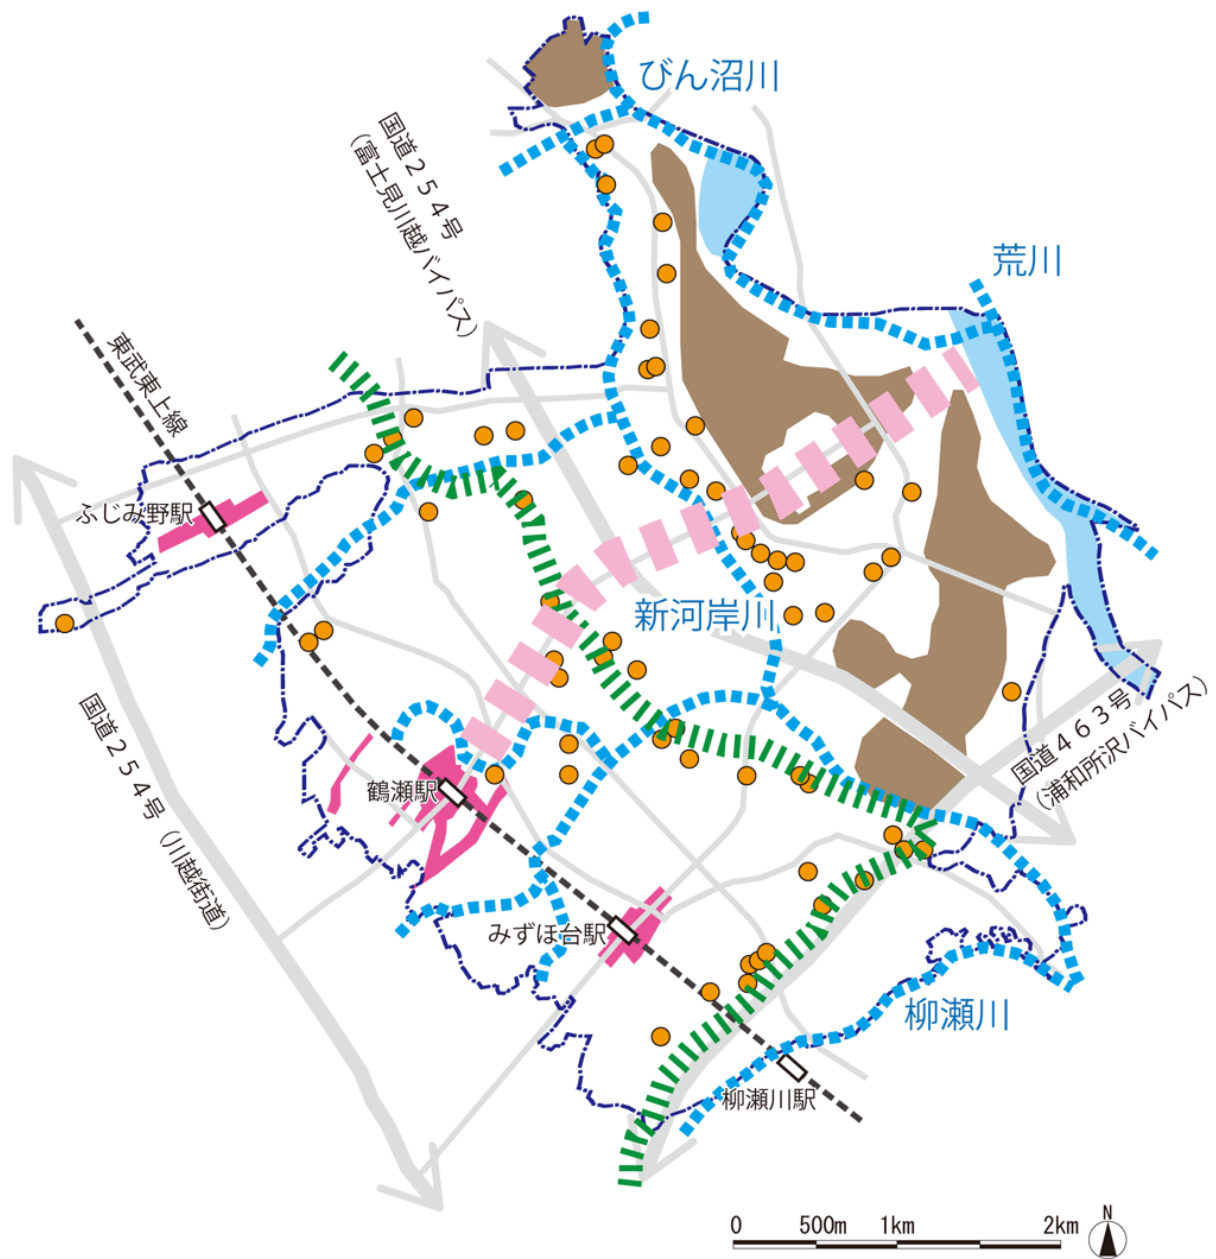 びん沼川
国道２５４号
(富士見川越バイパス)
荒川
東武東上線
ふじみ野駅
新河岸川
国道４６３号
(浦和所沢バイパス)
国道２５４号 (川越街道)
鶴瀬駅
みずほ台駅
柳瀬川
柳瀬川駅
0 500m 1km 2km
N